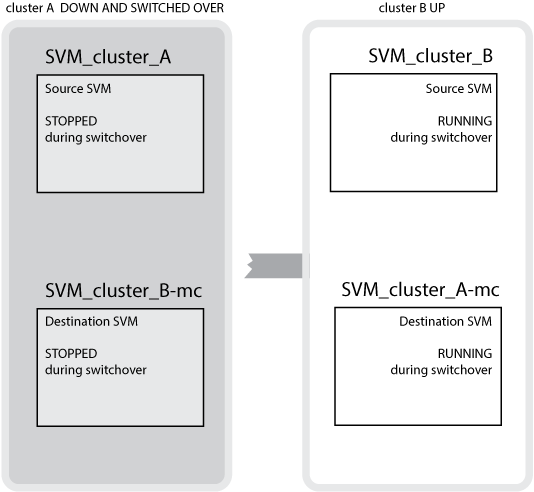 cluster A  DOWN AND SWITCHED OVER
SVM_cluster_A
Source SVM
STOPPED
during switchover
SVM_cluster_B-mc
Destination SVM
STOPPED
during switchover
cluster B UP
SVM_cluster_B
Source SVM
RUNNING
during switchover
SVM_cluster_A-mc
Destination SVM
RUNNING
during switchover